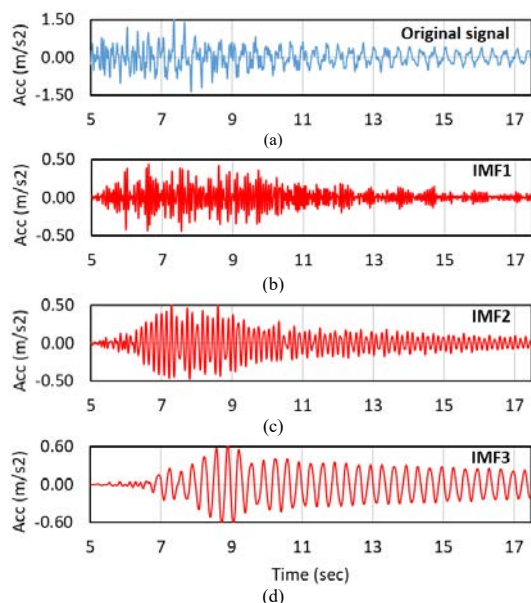 1.50
Original signal
0.00
-1.50
Acc (m/s2)
5 7 9 11 13 15 17
(a)
0.50
IMF1
0.00
-0.50
Acc (m/s2)
5 7 9 11 13 15 17
(b)
0.50
IMF2
0.00
-0.50
Acc (m/s2)
5 7 9 11 13 15 17
(c)
0.60
IMF3
0.00
-0.60
Acc (m/s2)
5 7 9 11 13 15 17
Time (sec)
(d)